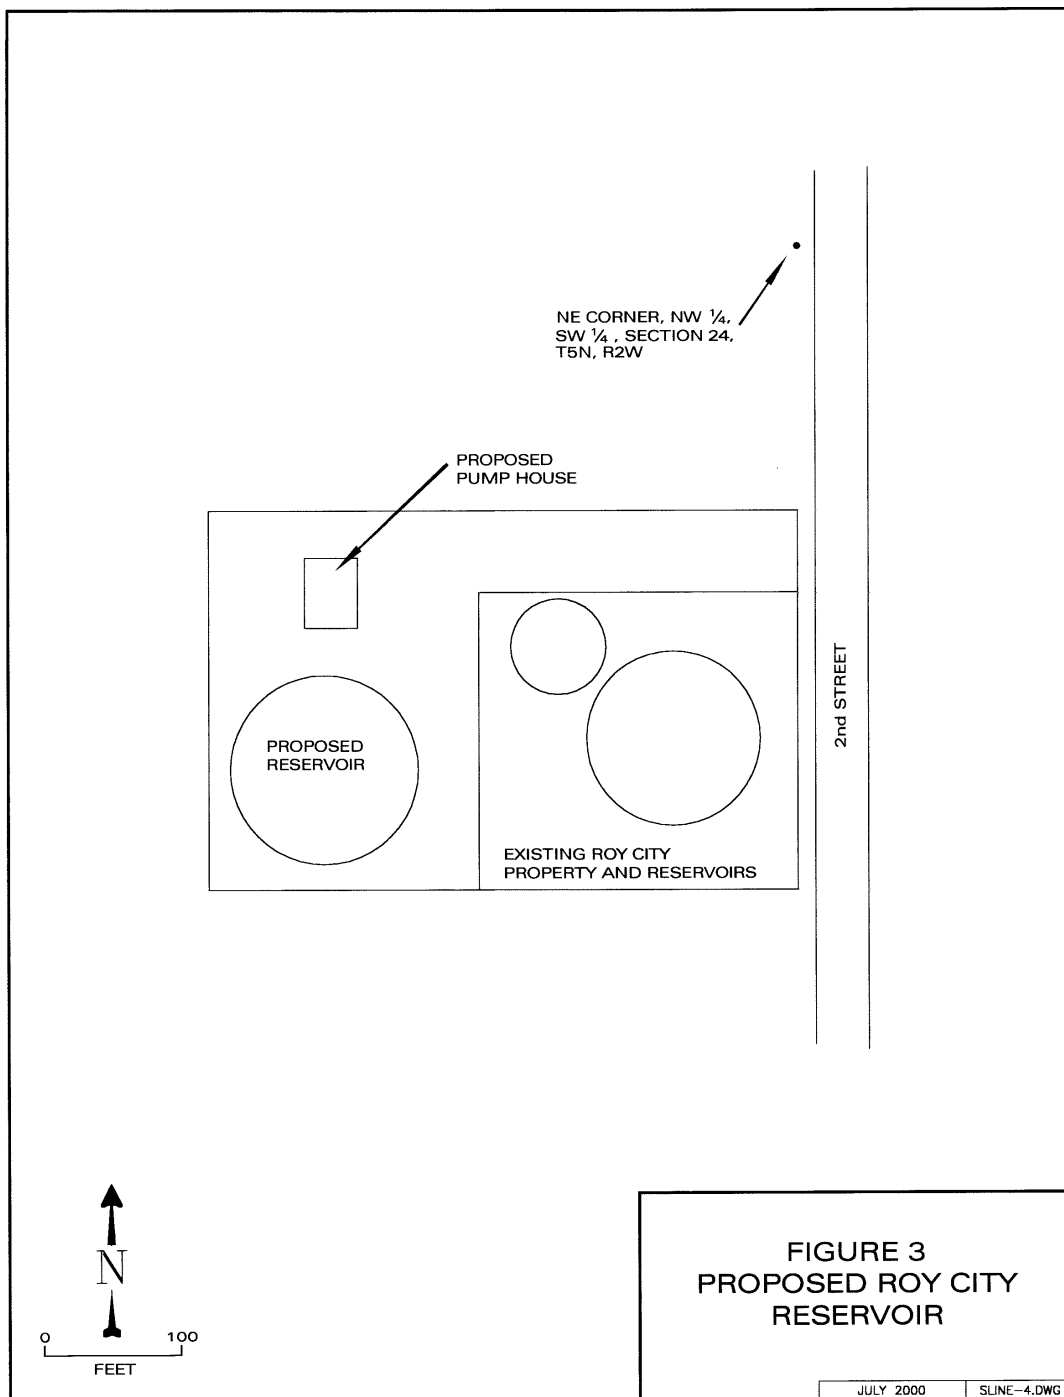 NE CORNER, NW ¼,
SW ¼ , SECTION 24,
T5N, R2W
PROPOSED
PUMP HOUSE
2nd STREET
PROPOSED
RESERVOIR
EXISTING ROY CITY
PROPERTY AND RESERVOIRS
N
0 100
FEET
FIGURE 3
PROPOSED ROY CITY
RESERVOIR
JULY 2000 SLINE-4.DWG